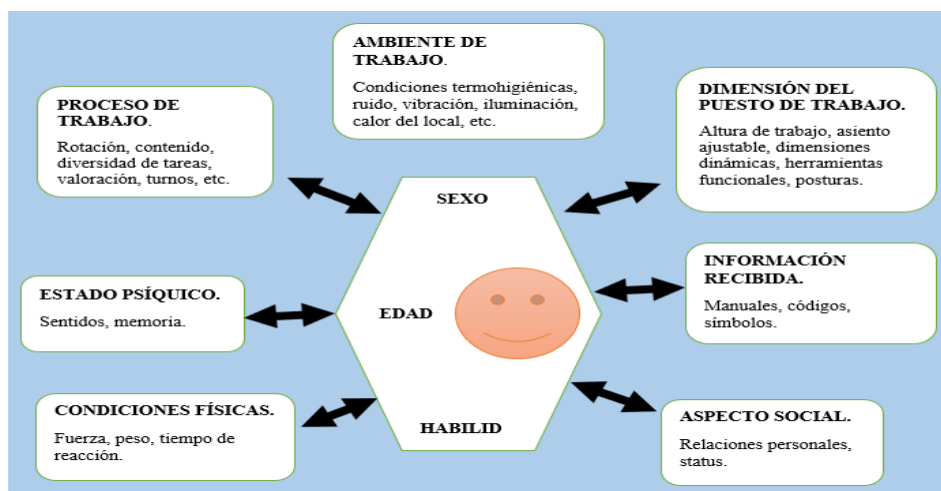 AMBIENTE DE
TRABAJO.
Condiciones termohigiénicas,
ruido, vibración, iluminación,
calor del local, etc.
PROCESO DE
TRABAJO.
Rotación, contenido,
diversidad de tareas,
valoración, turnos, etc.
DIMENSIÓN DEL
PUESTO DE TRABAJO.
Altura de trabajo, asiento
ajustable, dimensiones
dinámicas, herramientas
funcionales, posturas.
SEXO
ESTADO PSÍQUICO.
Sentidos, memoria.
EDAD
INFORMACIÓN
RECIBIDA.
Manuales, códigos,
símbolos.
CONDICIONES FÍSICAS.
Fuerza, peso, tiempo de
reacción.
HABILID
ASPECTO SOCIAL.
Relaciones personales,
status.